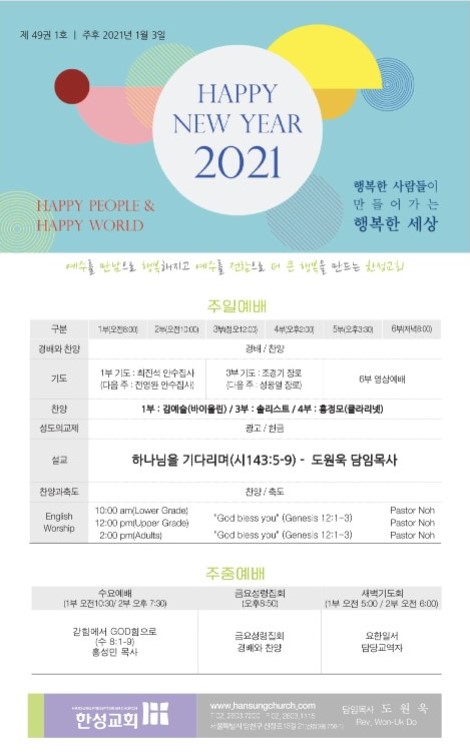 제 49권 1호 | 주후 2021년 1월 3일
HAPPY
NEW YEAR
2021
HAPPY PEOPLE &
HAPPY WORLD
행복한 사람들이
만들어가는
행복한 세상
예수를 만남으로 행복해지고 예수를 전함으로 더 큰 행복을 만드는 한성교회
주일예배
구분 1부(오전8:00) 2부(오전10:00) 3부(정오12:00) 4부(오후2:00) 5부(오후3:30) 6부(저녁8:00)
경배와 찬양 경배 / 찬양
기도 1부 기도 : 최진석 안수집사 3부 기도 : 조경기 장로 6부 영상예배
(다음 주 : 전영원 안수집사) (다음 주 : 성왕열 장로)
찬양 1부 : 김예슬(바이올린) / 3부 : 솔리스트 / 4부 : 홍경모(클라리넷)
성도의교제 광고 / 헌금
설교 하나님을 기다리며(시143:5-9) - 도원욱 담임목사
찬양과축도 찬양 / 축도
English Worship
10:00 am(Lower Grade) "God bless you" (Genesis 12:1-3) Pastor Noh
12:00 pm(Upper Grade) Pastor Noh
2:00 pm(Adults) "God bless you" (Genesis 12:1-3) Pastor Noh
주중예배
수요예배 금요성령집회 새벽기도회
(1부 오전10:30/ 2부 오후 7:30) (오후8:50) (1부 오전 5:00 / 2부 오전 6:00)
갇힘에서 GOD힘으로 금요성령집회 요한일서
(수 8:1-9) 경배와 찬양 담당교역자
홍성민 목사
한성교회
www.hansungchurch.com
담임목사 도 원 욱
Rev. Won-Uk Do